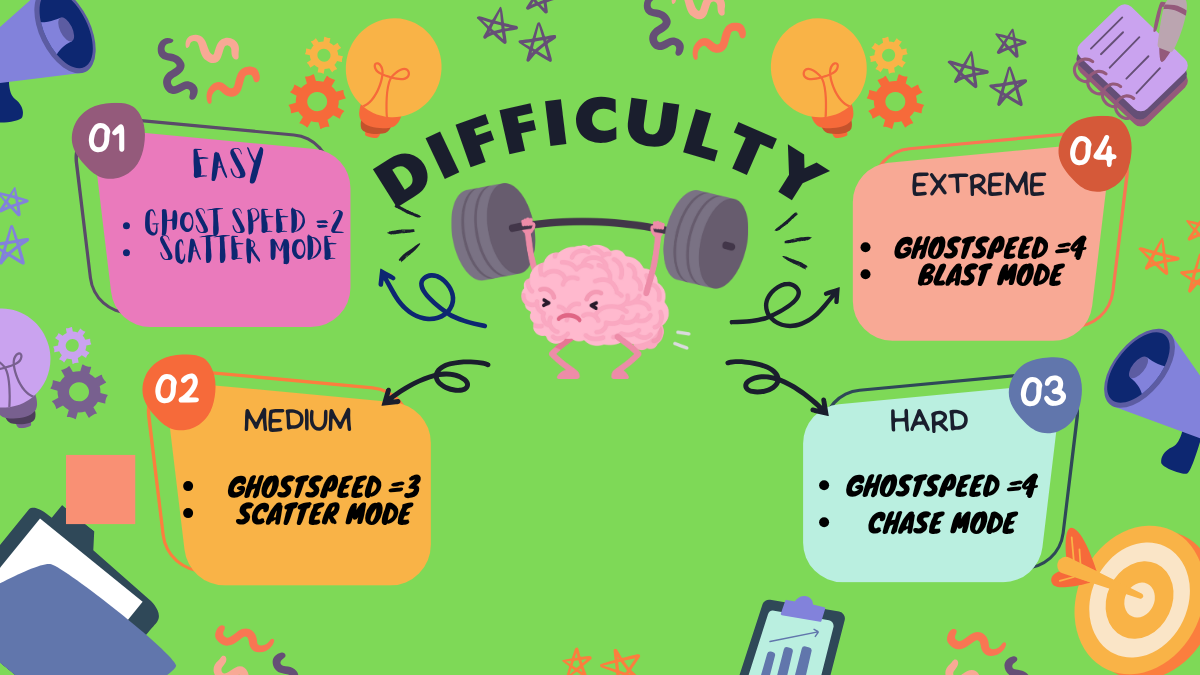 DIFFICULTY
01
EASY
• GHOST SPEED =2
• SCATTER MODE
02
MEDIUM
• GHOSTSPEED =3
• SCATTER MODE
03
HARD
• GHOSTSPEED =4
• CHASE MODE
04
EXTREME
• GHOSTSPEED =4
• BLAST MODE